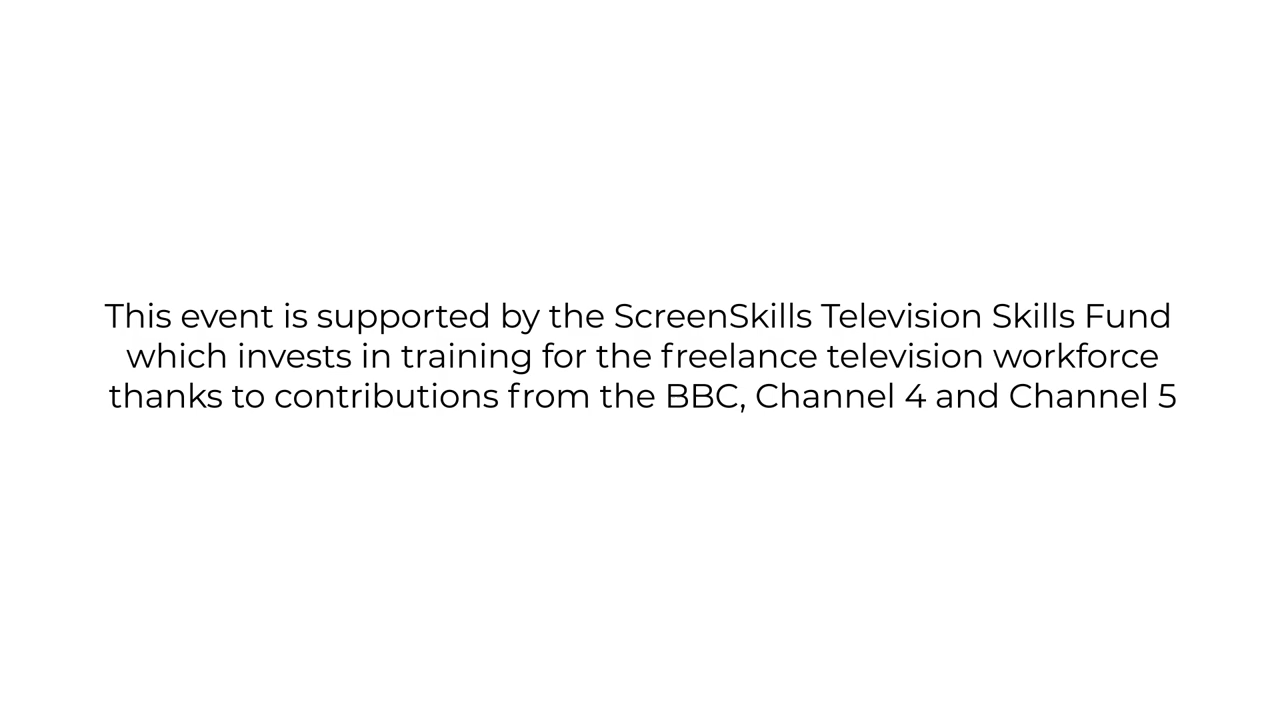 This event is supported by the ScreenSkills Television Skills Fund
which invests in training for the freelance television workforce
thanks to contributions from the BBC, Channel 4 and Channel 5